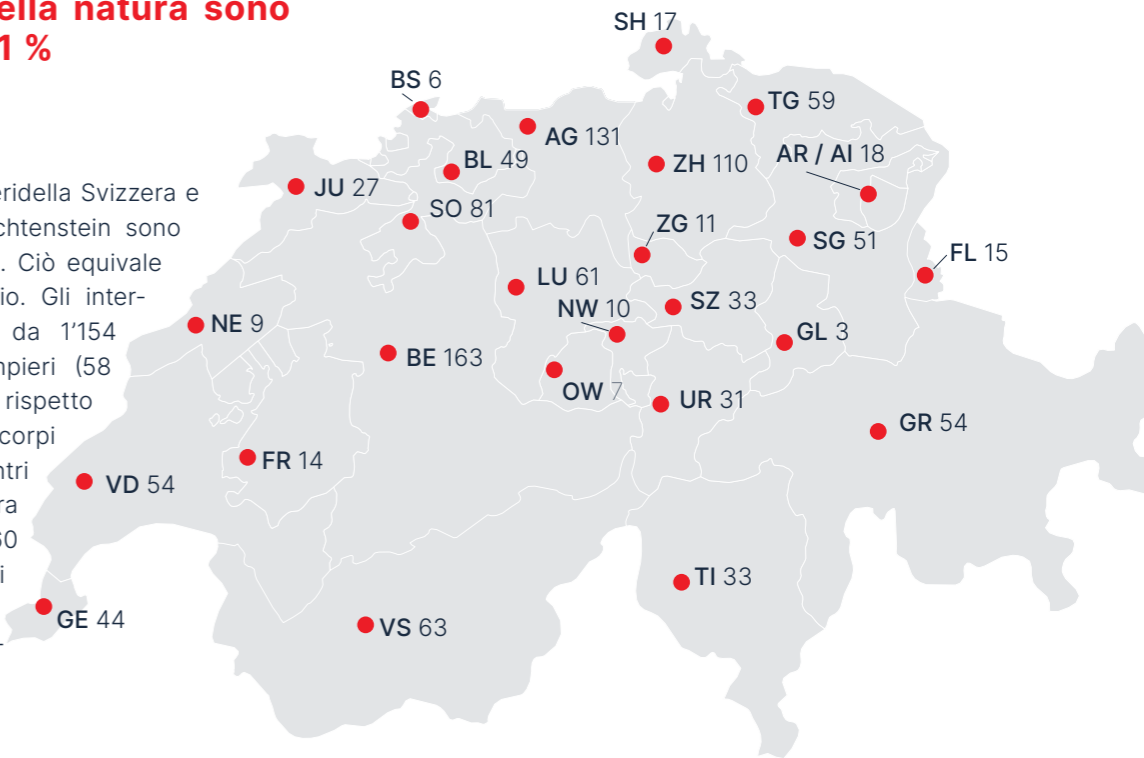 ella natura sono
1 %
eridella Svizzera e
chtenstein sono
. Ciò equivale
io. Gli inter-
da 1’154
mpieri (58
rispetto
corpi
ntri
ra
60
i
-
SH 17
BS 6
TG 59
AG 131
BL 49
ZH 110
AR / AI 18
JU 27
SO 81
ZG 11
SG 51
FL 15
LU 61
NW 10
SZ 33
NE 9
GL 3
BE 163
OW 7
UR 31
GR 54
FR 14
VD 54
TI 33
GE 44
VS 63